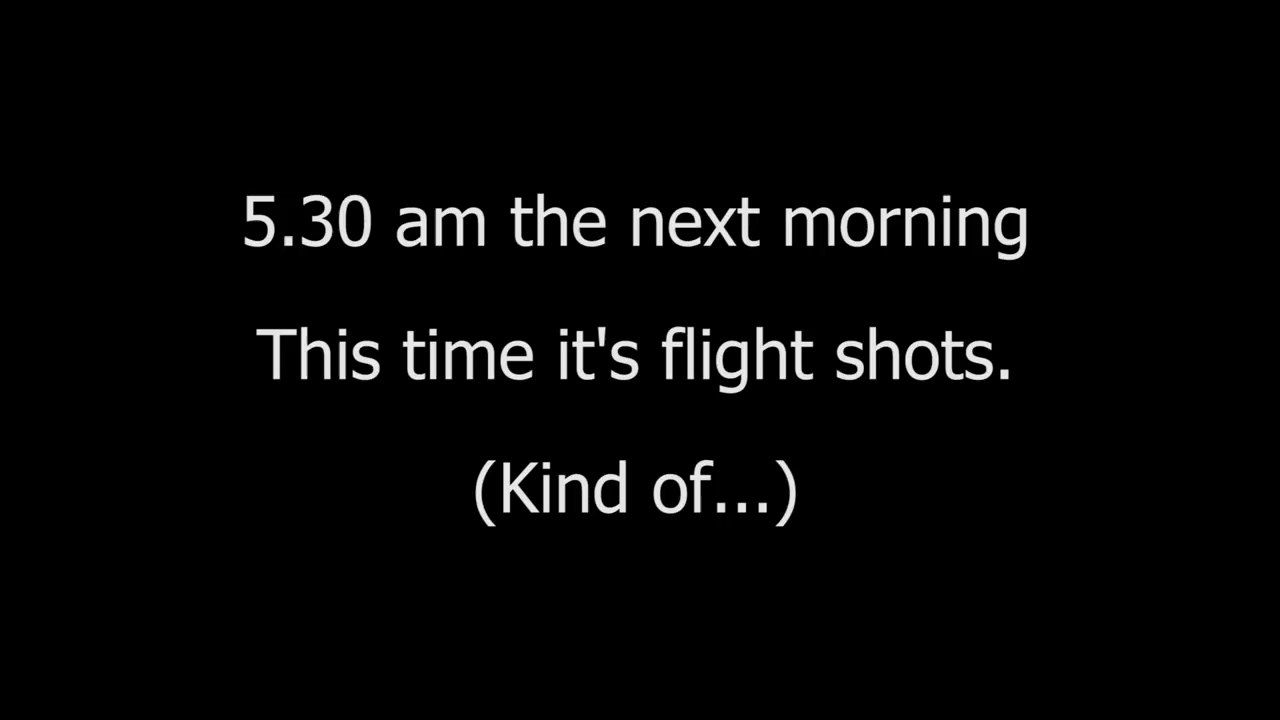 5.30 am the next morning
This time it's flight shots.
(Kind of...)